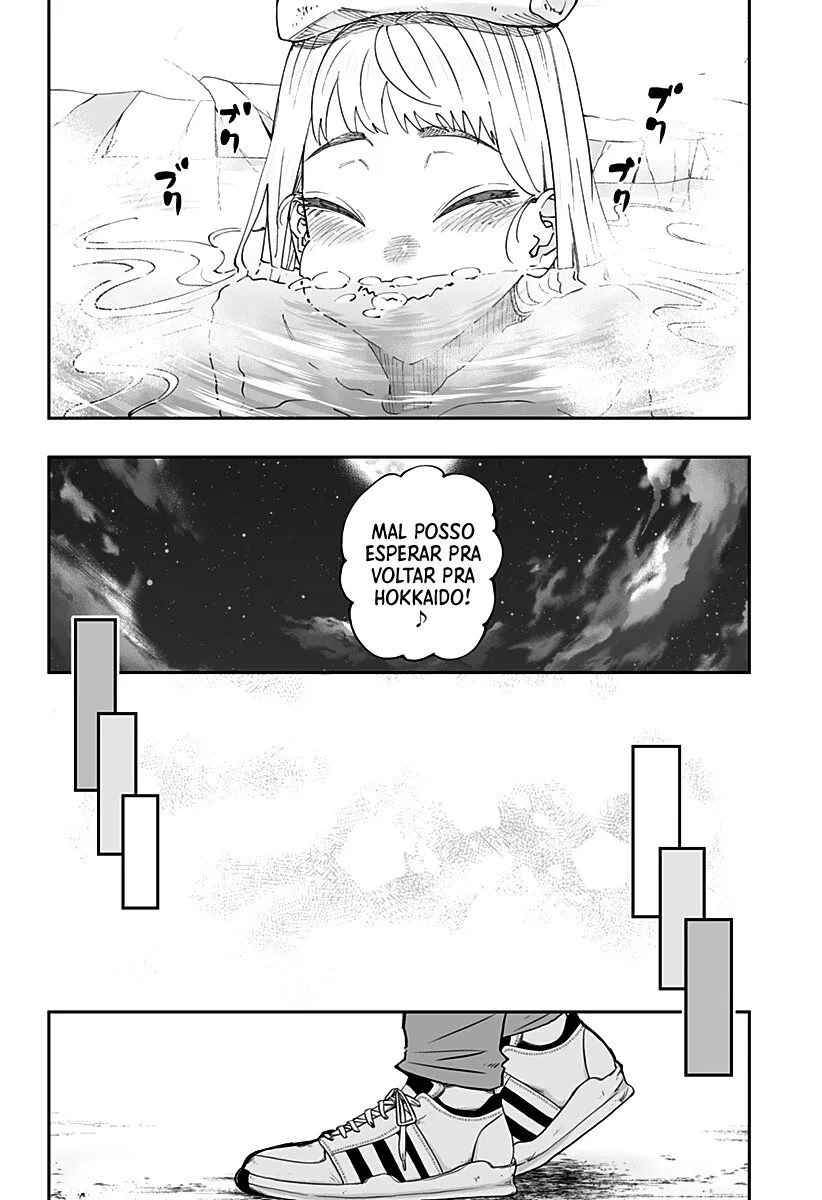 ブク
ブク
ブク
ブク
MAL POSSO
ESPERAR PRA
VOLTAR PRA
HOKKAIDO!
♪